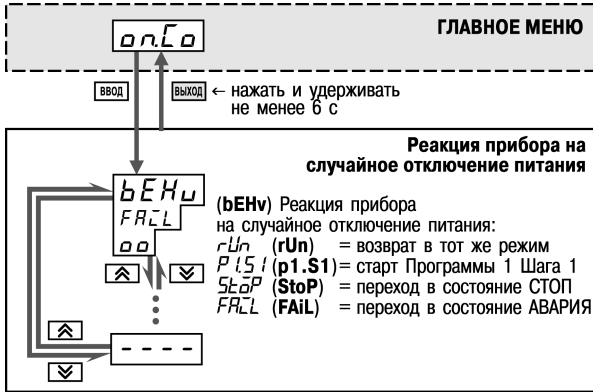 ГЛАВНОЕ МЕНЮ
on.Co
ВВОД
ВЫХОД ← нажать и удерживать
не менее 6 с
Реакция прибора на
случайное отключение питания
bEHv
FAiL
oo
(bEHv) Реакция прибора
на случайное отключение питания:
rUn (rUn) = возврат в тот же режим
P1.S1 (p1.S1) = старт Программы 1 Шага 1
StoP (StoP) = переход в состояние СТОП
FAiL (FAiL) = переход в состояние АВАРИЯ
- - - -